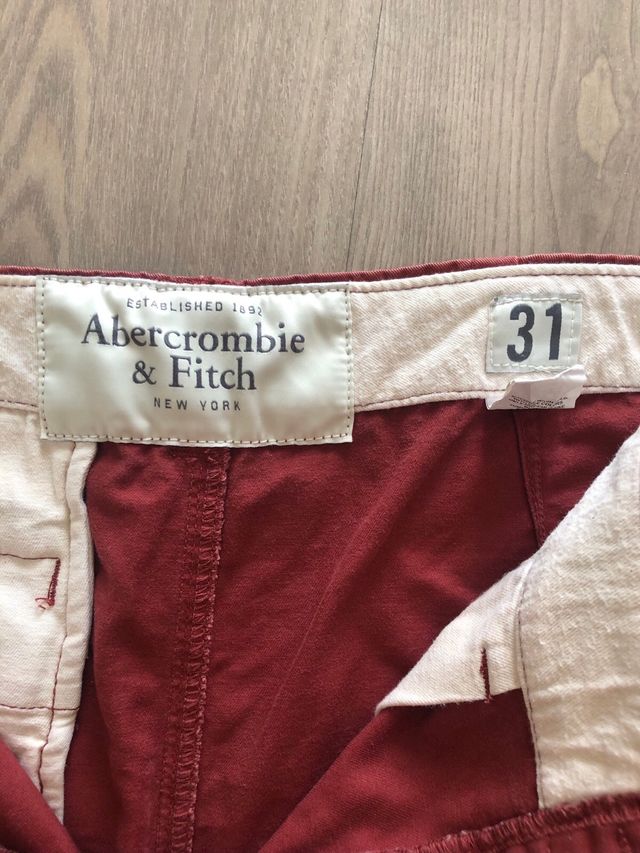 ESTABLISHED 1892
Abercrombie
& Fitch
NEW YORK
31